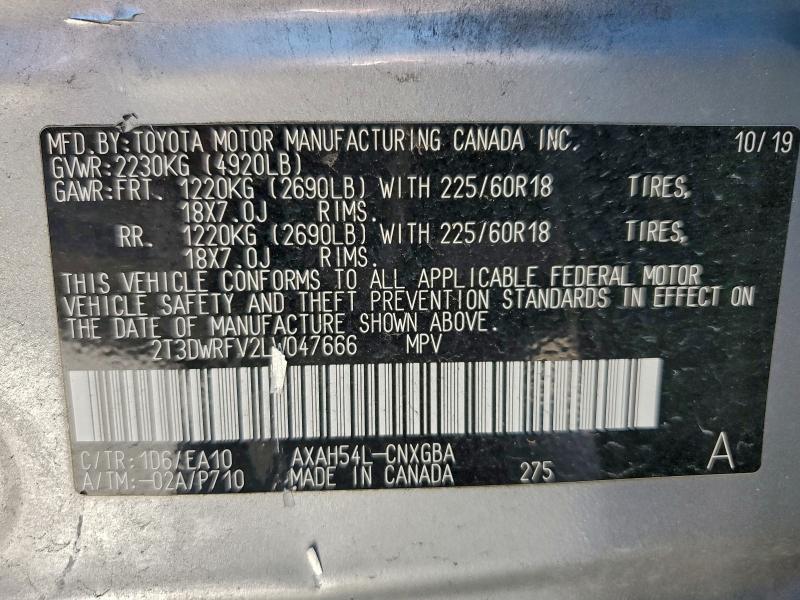 MFD.BY:TOYOTA MOTOR MANUFACTURING CANADA INC. 10/19
GVWR:2230KG (4920LB)
GAWR:FRT. 1220KG (2690LB) WITH 225/60R18 TIRES,
18X7.0J RIMS.
RR. 1220KG (2690LB) WITH 225/60R18 TIRES,
18X7.0J RIMS.
THIS VEHICLE CONFORMS TO ALL APPLICABLE FEDERAL MOTOR
VEHICLE SAFETY AND THEFT PREVENTION STANDARDS IN EFFECT ON
THE DATE OF MANUFACTURE SHOWN ABOVE.
2T3DWRFV2LW047666 MPV
C/TR:1D6/EA10 AXAH54L-CNXGBA A
A/TM:-02A/P710 MADE IN CANADA 275